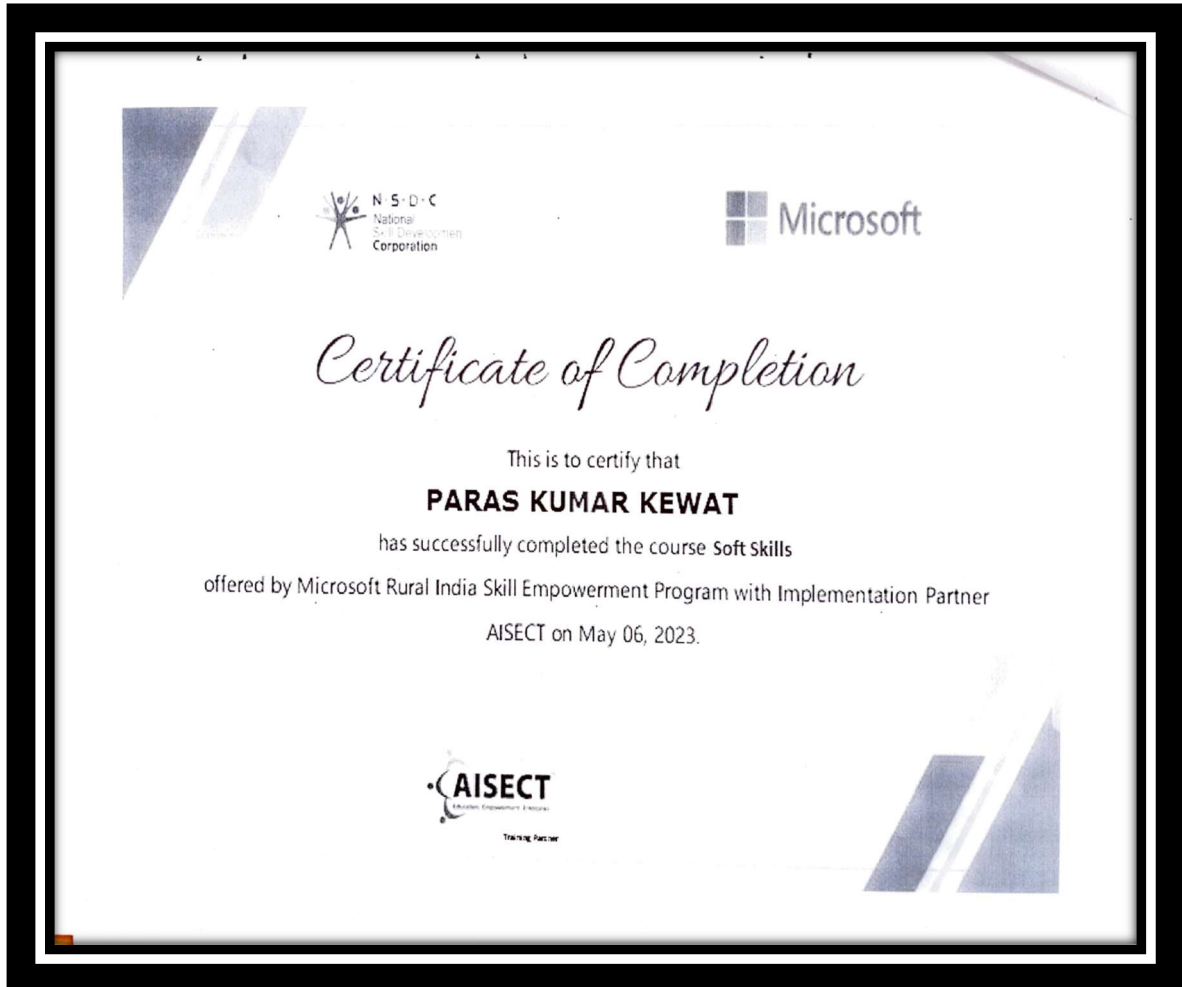 N·S·D·C
National
Skill Developmen
Corporation
Microsoft
Certificate of Completion
This is to certify that
PARAS KUMAR KEWAT
has successfully completed the course Soft Skills
offered by Microsoft Rural India Skill Empowerment Program with Implementation Partner
AISECT on May 06, 2023.
AISECT
Training Partner